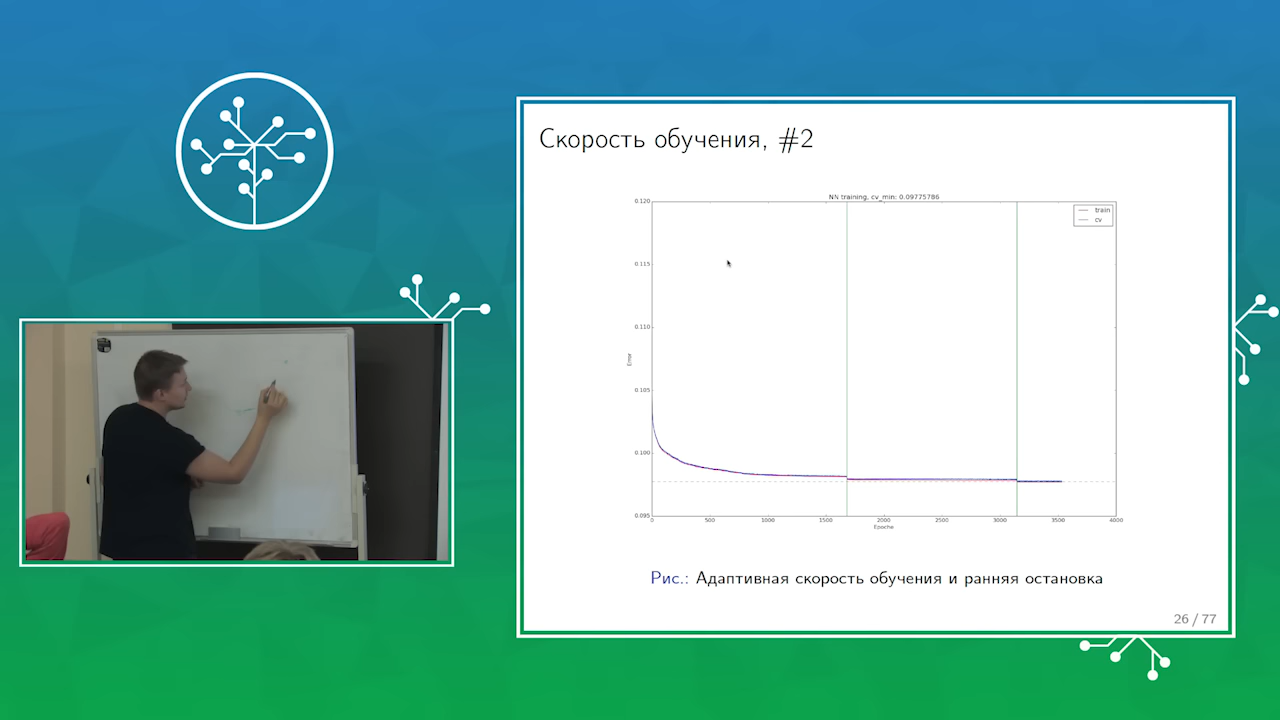 Скорость обучения, #2
NN training, cv_min: 0.09775786
0.120
train
cv
0.115
0.110
Error
0.105
0.100
0.095
0 500 1000 1500 2000 2500 3000 3500 4000
Epochs
Рис.: Адаптивная скорость обучения и ранняя остановка
26 / 77